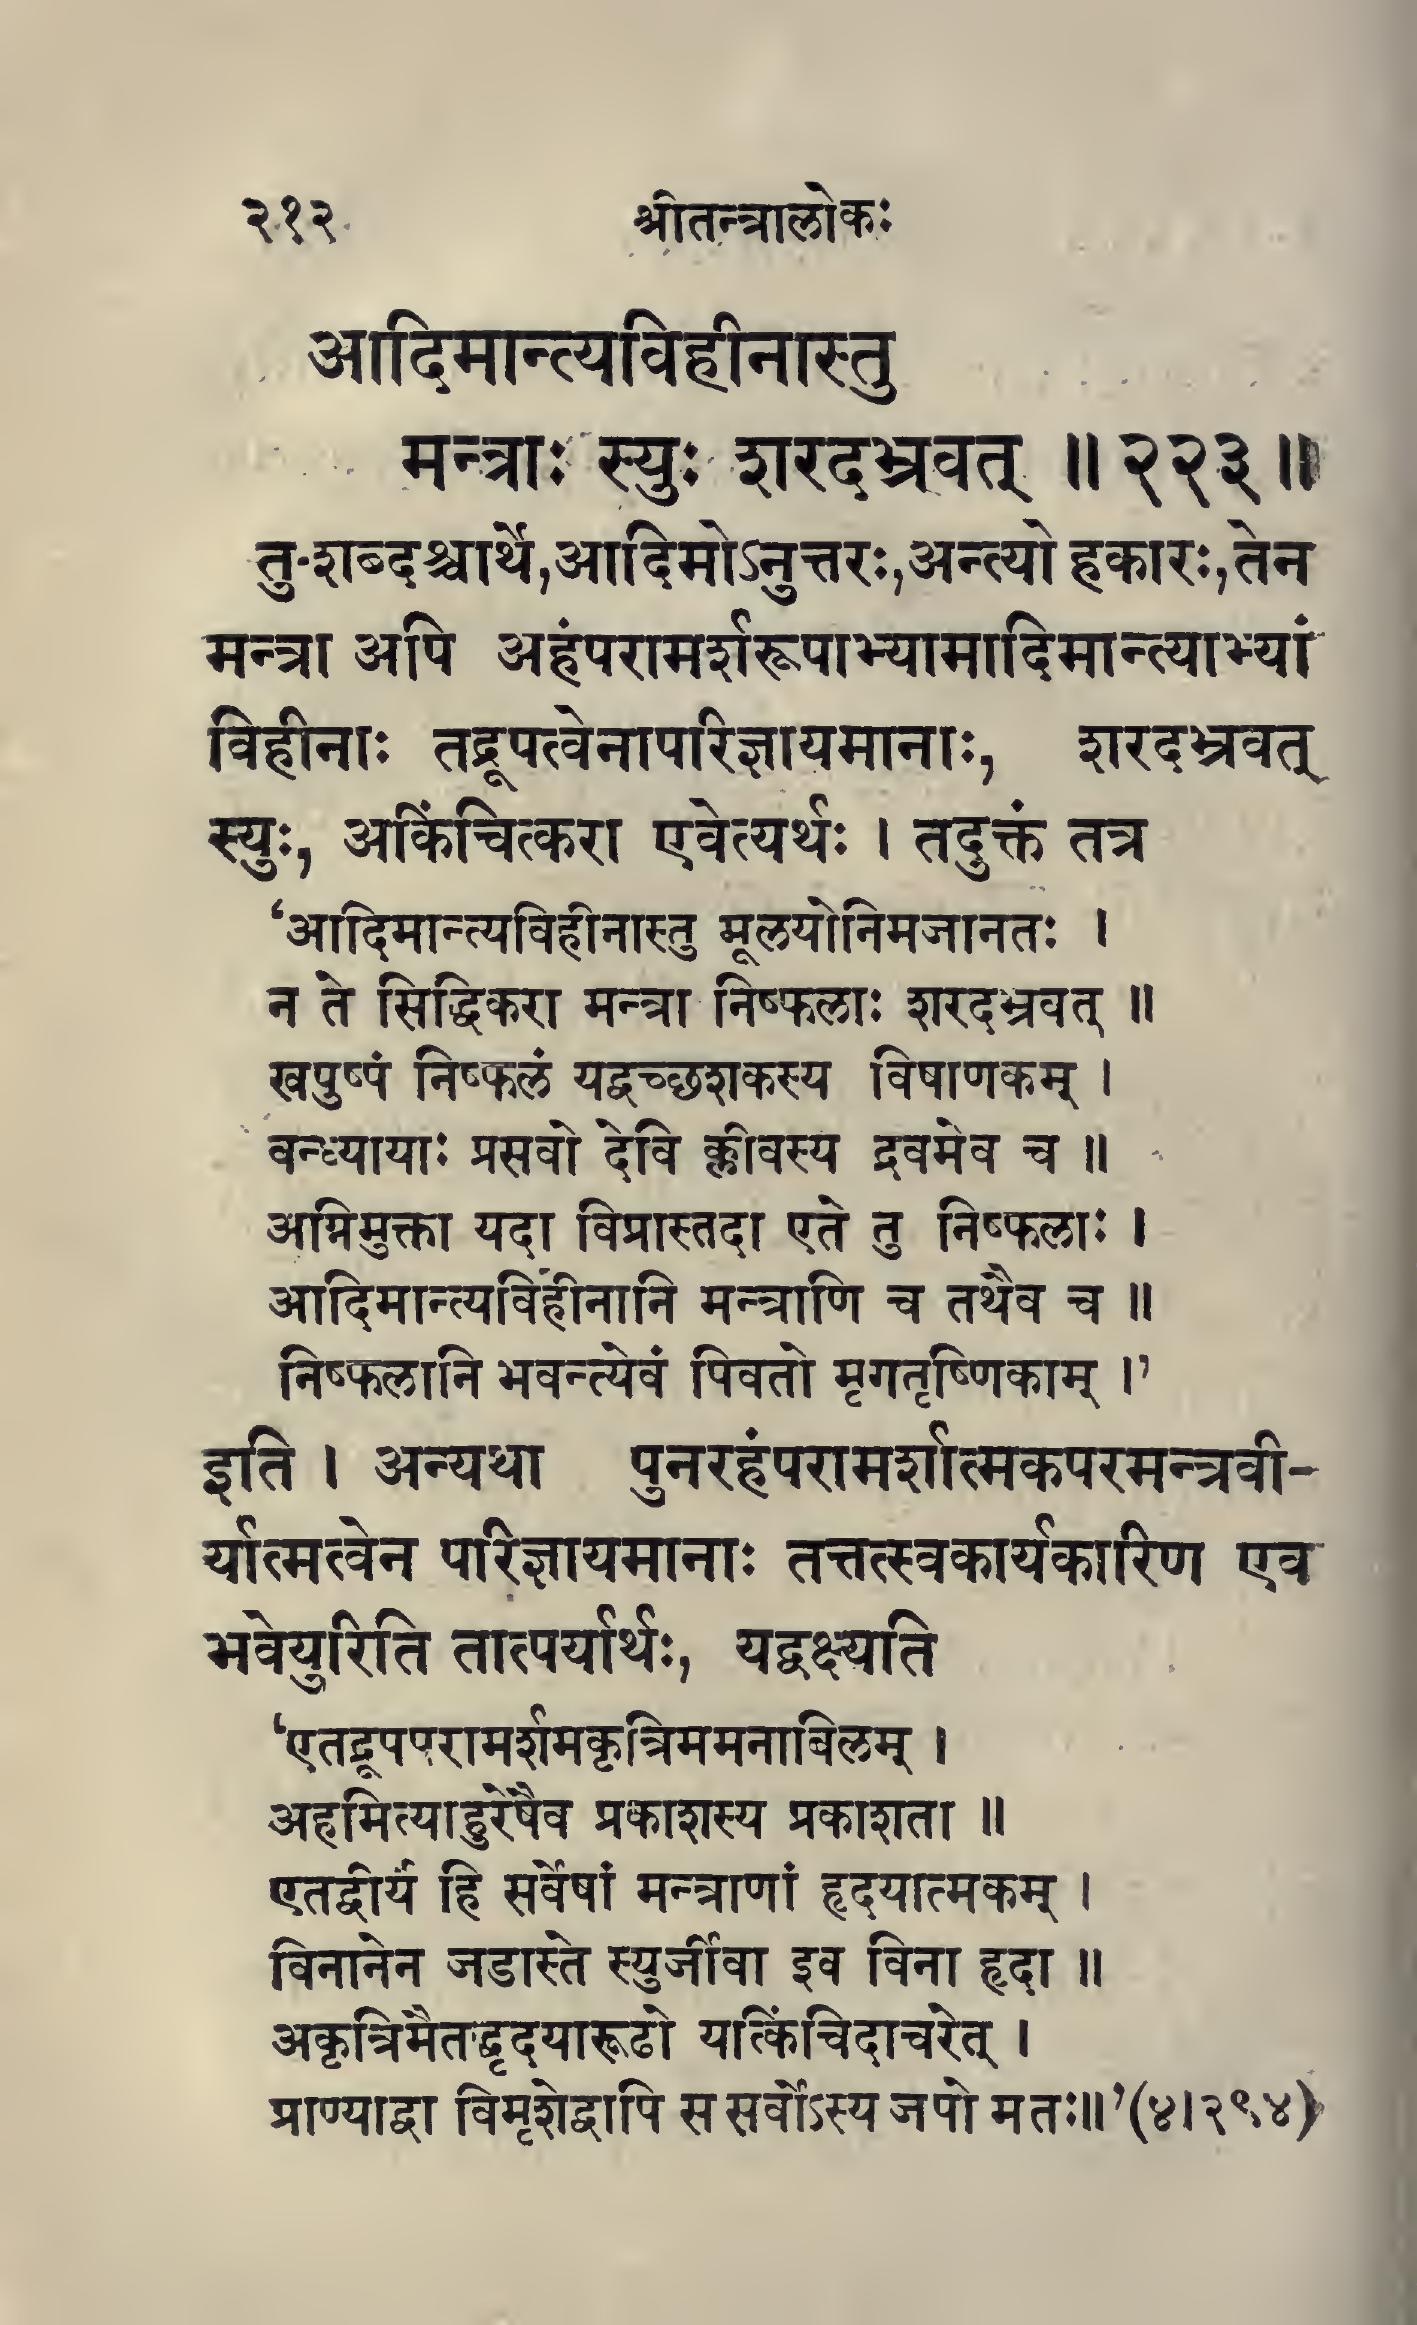 २१२
श्रीतन्त्रालोकः
आदिमान्त्यविहीनास्तु
मन्त्राः स्युः शरदभ्रवत् ॥ २२३ ॥
तु-शब्दश्चार्थे, आदिमोऽनुत्तरः, अन्त्यो हकारः, तेन
मन्त्रा अपि अहंपरामर्शरूपाभ्यामादिमान्त्याभ्यां
विहीनाः तद्रूपत्वेनापरिज्ञायमानाः, शरदभ्रवत्
स्युः, अकिंचित्करा एवेत्यर्थः । तदुक्तं तत्र
‘आदिमान्त्यविहीनास्तु मूलयोनिमजानतः ।
न ते सिद्धिकरा मन्त्रा निष्फलाः शरदभ्रवत् ॥
खपुष्पं निष्फलं यद्वच्छशकस्य विषाणकम् ।
वन्ध्यायाः प्रसवो देवि क्लीवस्य द्रवमेव च ॥
अग्निमुक्ता यदा विप्रास्तदा एते तु निष्फलाः ।
आदिमान्त्यविहीनानि मन्त्राणि च तथैव च ॥
निष्फलानि भवन्त्येवं पिवतो मृगतृष्णिकाम् ।’
इति । अन्यथा पुनरहंपरामर्शात्मकपरमन्त्रवी-
र्यात्मत्वेन परिज्ञायमानाः तत्तत्स्वकार्यकारिण एव
भवेयुरिति तात्पर्यार्थः, यद्वक्ष्यति
‘एतद्रूपपरामर्शमकृत्रिममनाबिलम् ।
अहमित्याहुरेषैव प्रकाशस्य प्रकाशता ॥
एतद्वीर्यं हि सर्वेषां मन्त्राणां हृदयात्मकम् ।
विनानेन जडास्ते स्युर्जीवा इव विना हृदा ॥
अकृत्रिमैतद्धृदयारूढो यत्किंचिदाचरेत् ।
प्राण्याद्वा विमृशेद्वापि स सर्वोऽस्य जपो मतः॥’ (४।२९४)